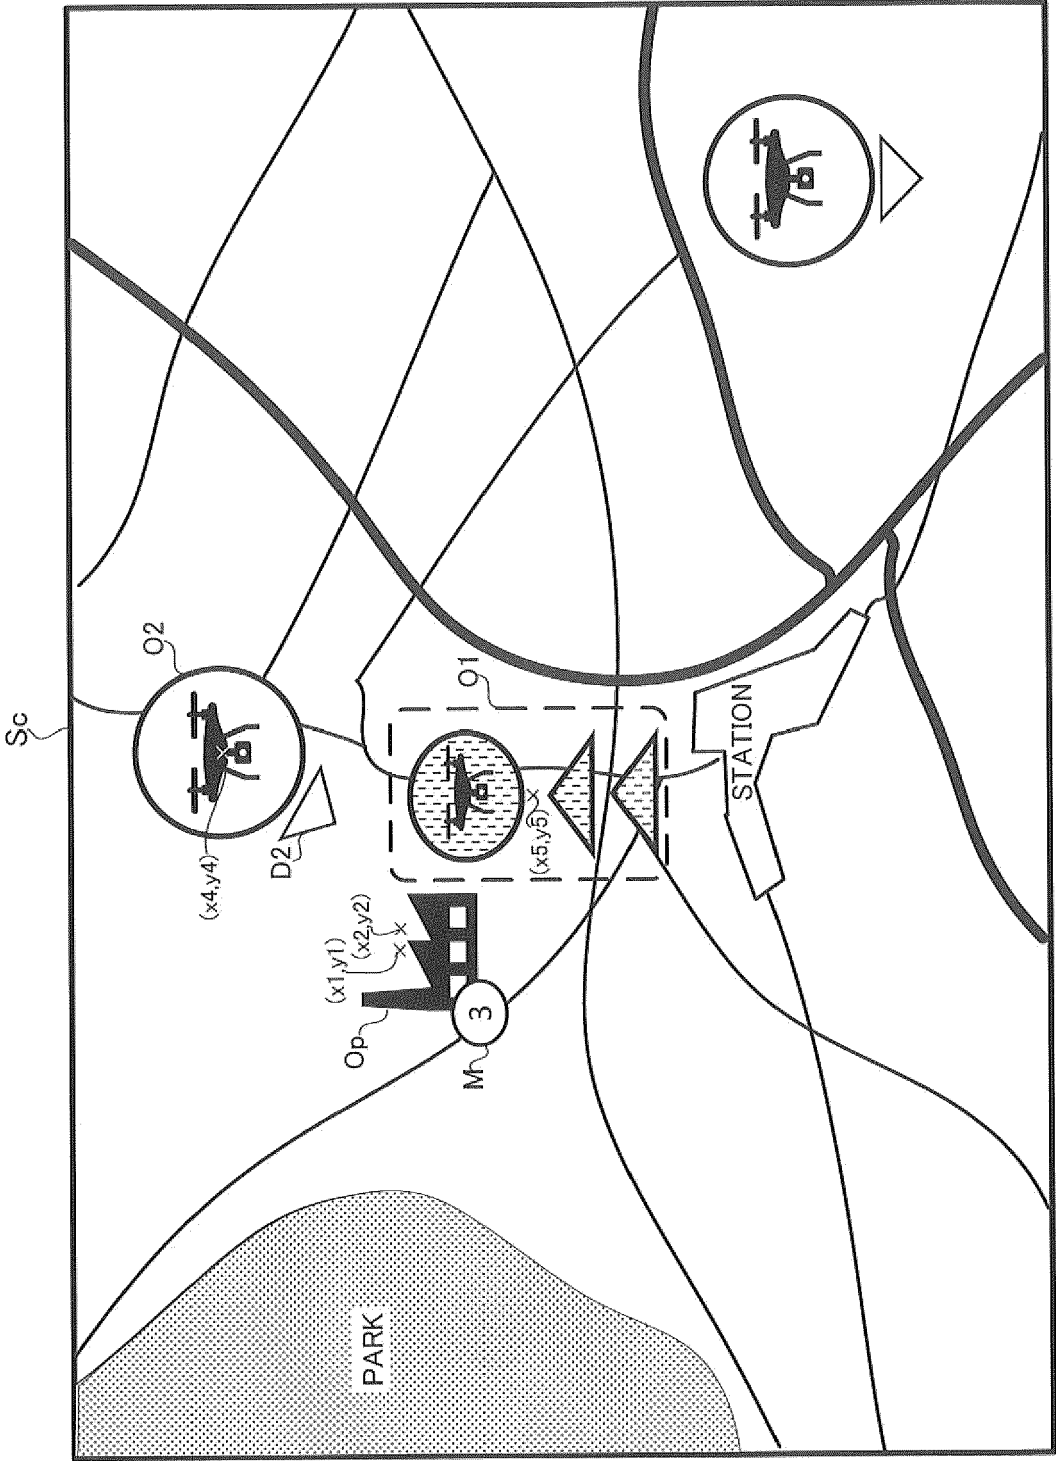 Sc
O2
(x4,y4)
D2
O1
(x5,y5)
(x2,y2)
(x1,y1)
Op
M
3
STATION
PARK